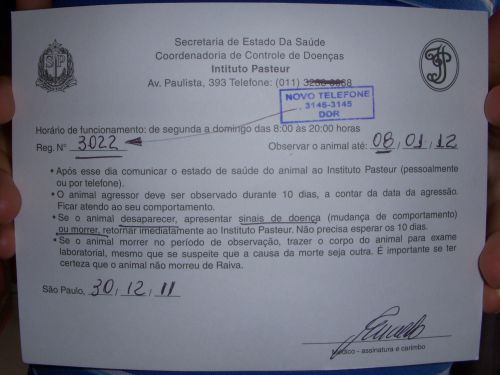 Secretaria de Estado Da Saúde
Coordenadoria de Controle de Doenças
Intituto Pasteur
Av. Paulista, 393 Telefone: (011)
NOVO TELEFONE
3145-3145
DOR
Horário de funcionamento: de segunda a domingo das 8:00 às 20:00 horas
Reg. N° 3022 Observar o animal até: 08/01/12
• Após esse dia comunicar o estado de saúde do animal ao Intituto Pasteur (pessoalmente
ou por telefone).
• O animal agressor deve ser observado durante 10 dias, a contar da data da agressão.
Ficar atendo ao seu comportamento.
• Se o animal desaparecer, apresentar sinais de doença (mudança de comportamento)
ou morrer, retornar imediatamente ao Intituto Pasteur. Não precisa esperar os 10 dias.
• Se o animal morrer no período de observação, trazer o corpo do animal para exame
laboratorial, mesmo que se suspeite que a causa da morte seja outra. É importante se ter
certeza que o animal não morreu de Raiva.
São Paulo, 30/12/11
Médico - assinatura e carimbo